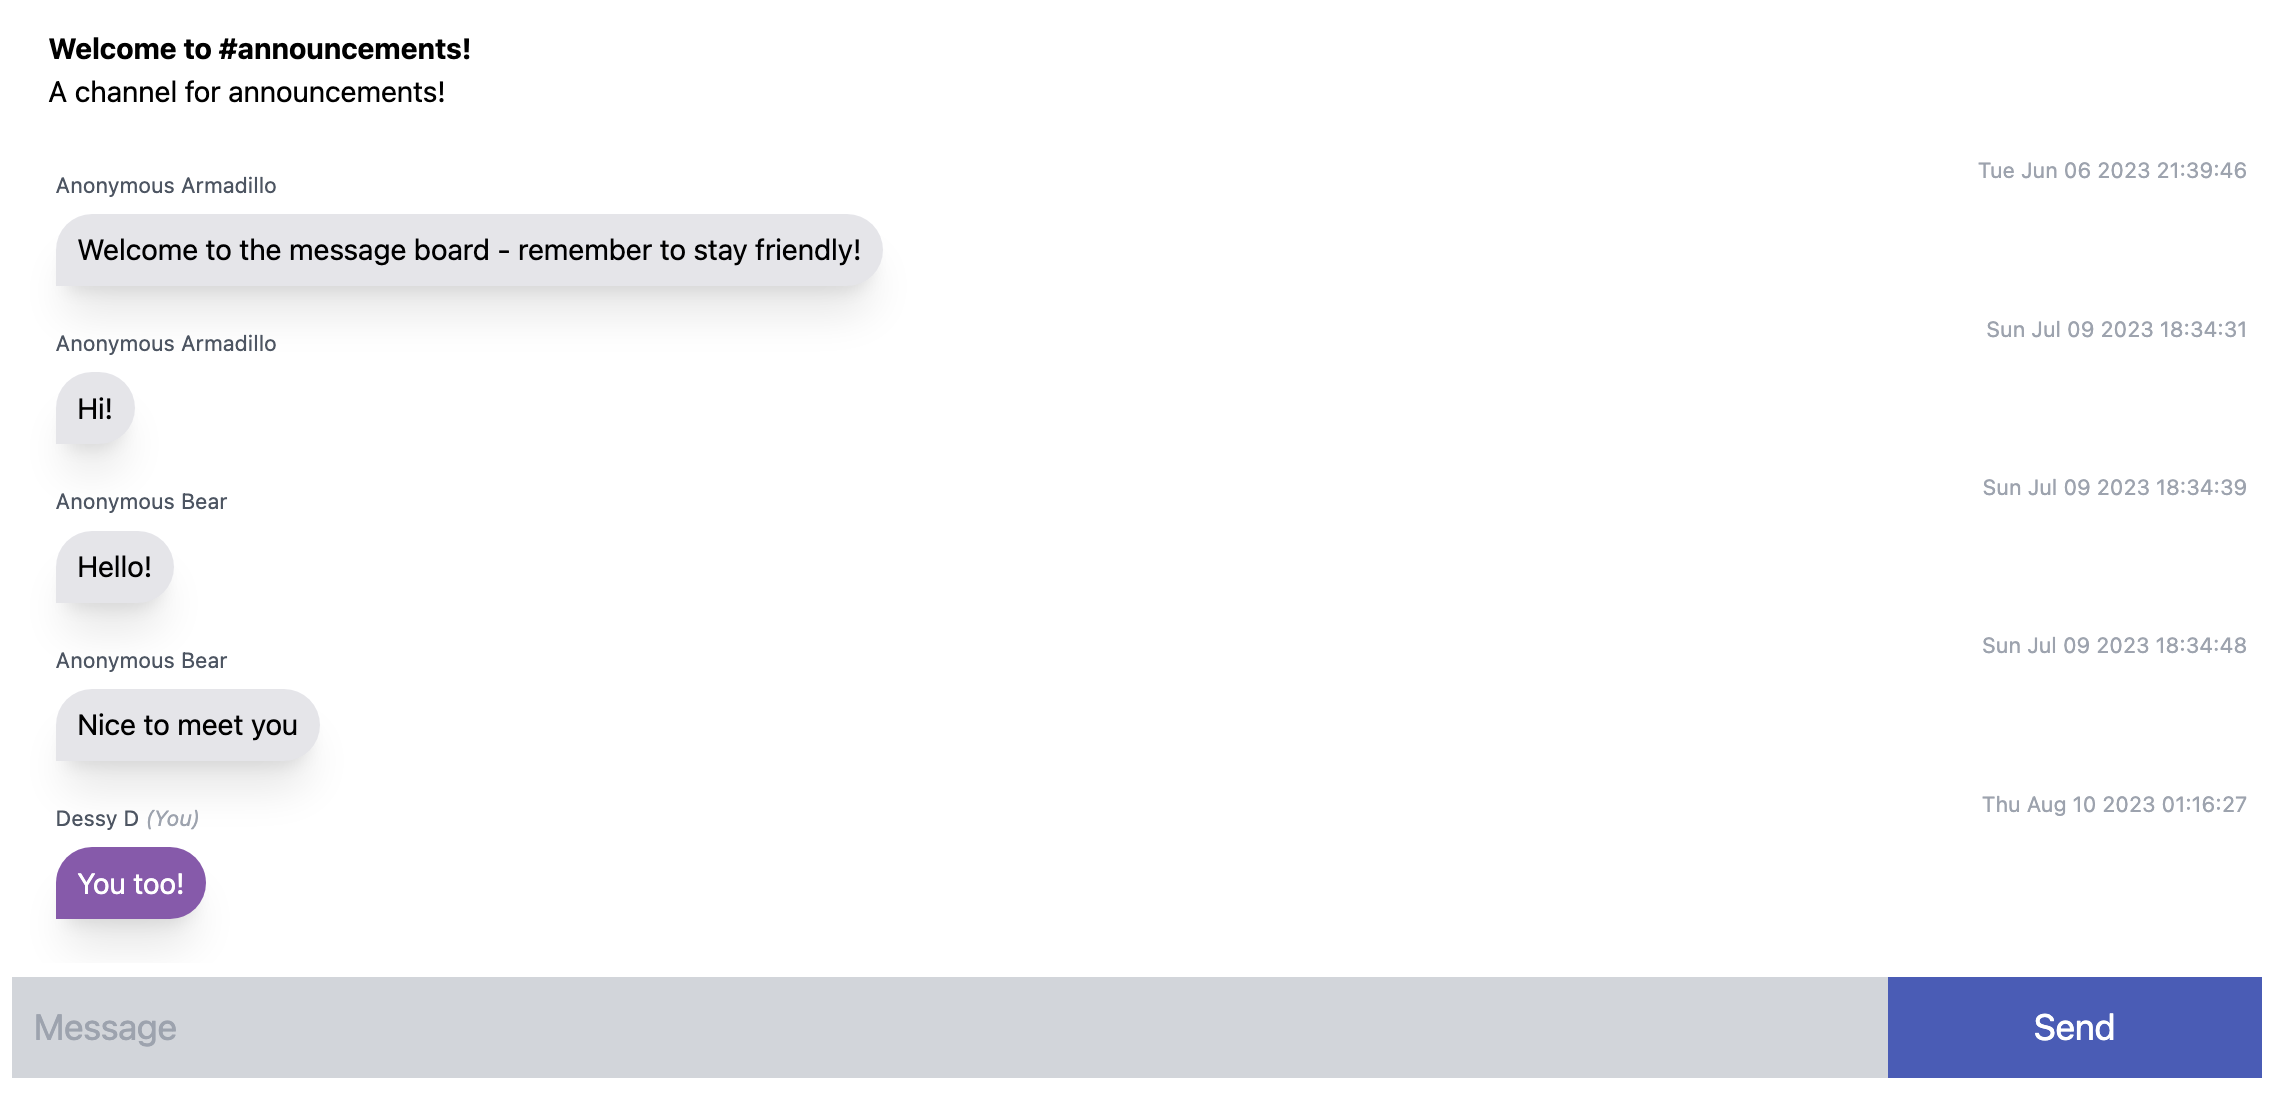 Welcome to #announcements!
A channel for announcements!
Anonymous Armadillo
Tue Jun 06 2023 21:39:46
Welcome to the message board - remember to stay friendly!
Anonymous Armadillo
Sun Jul 09 2023 18:34:31
Hi!
Anonymous Bear
Sun Jul 09 2023 18:34:39
Hello!
Anonymous Bear
Sun Jul 09 2023 18:34:48
Nice to meet you
Dessy D (You)
Thu Aug 10 2023 01:16:27
You too!
Message
Send